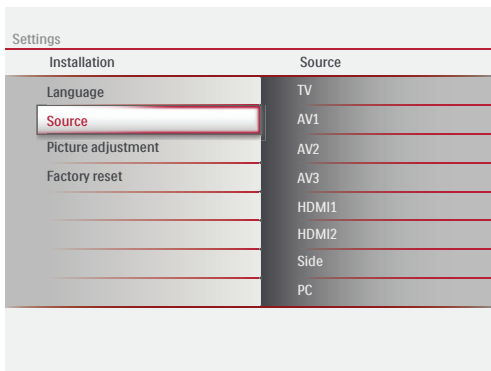 Settings
Installation
Source
Language
Source
Picture adjustment
Factory reset
TV
AV1
AV2
AV3
HDMI1
HDMI2
Side
PC